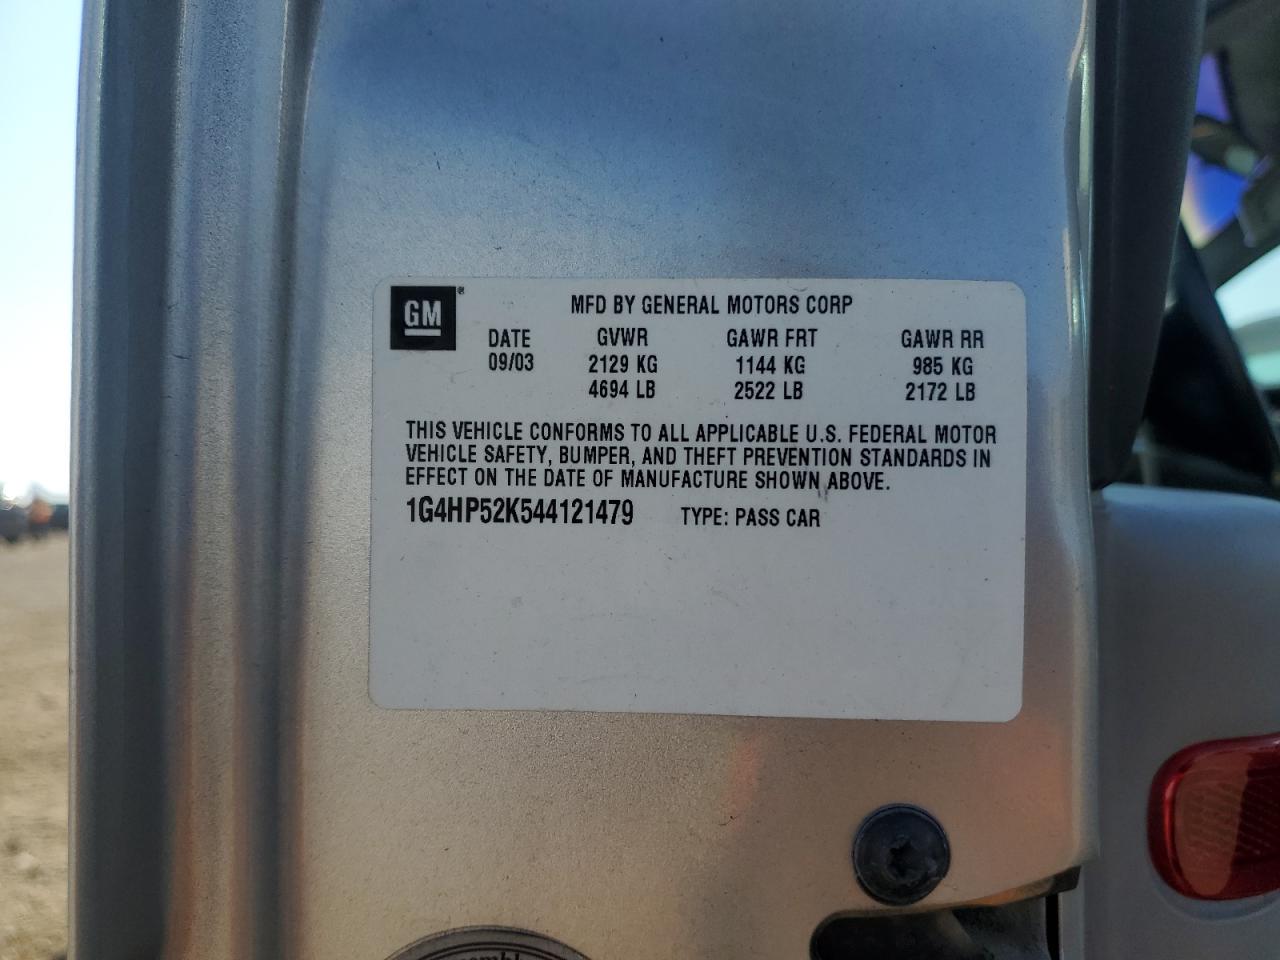 GM ® MFD BY GENERAL MOTORS CORP
DATE GVWR GAWR FRT GAWR RR
09/03 2129 KG 1144 KG 985 KG
4694 LB 2522 LB 2172 LB
THIS VEHICLE CONFORMS TO ALL APPLICABLE U.S. FEDERAL MOTOR
VEHICLE SAFETY, BUMPER, AND THEFT PREVENTION STANDARDS IN
EFFECT ON THE DATE OF MANUFACTURE SHOWN ABOVE.
1G4HP52K544121479 TYPE: PASS CAR